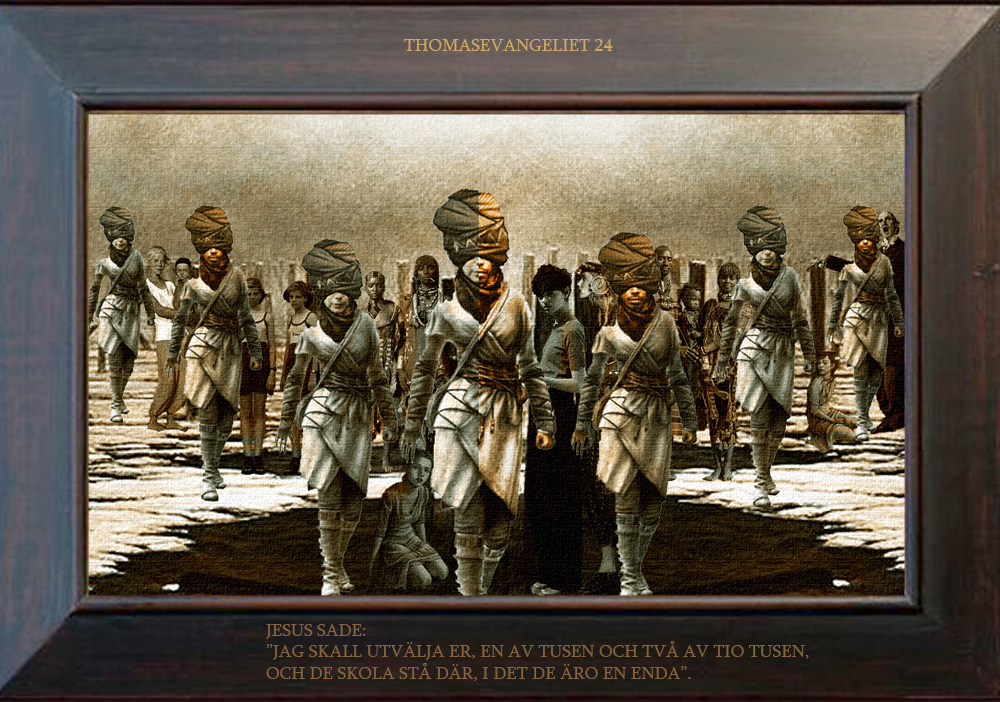 THOMASEVANGELIET 24
JESUS SADE:
"JAG SKALL UTVÄLJA ER, EN AV TUSEN OCH TVÅ AV TIO TUSEN,
OCH DE SKOLA STÅ DÄR, I DET DE ÄRO EN ENDA".